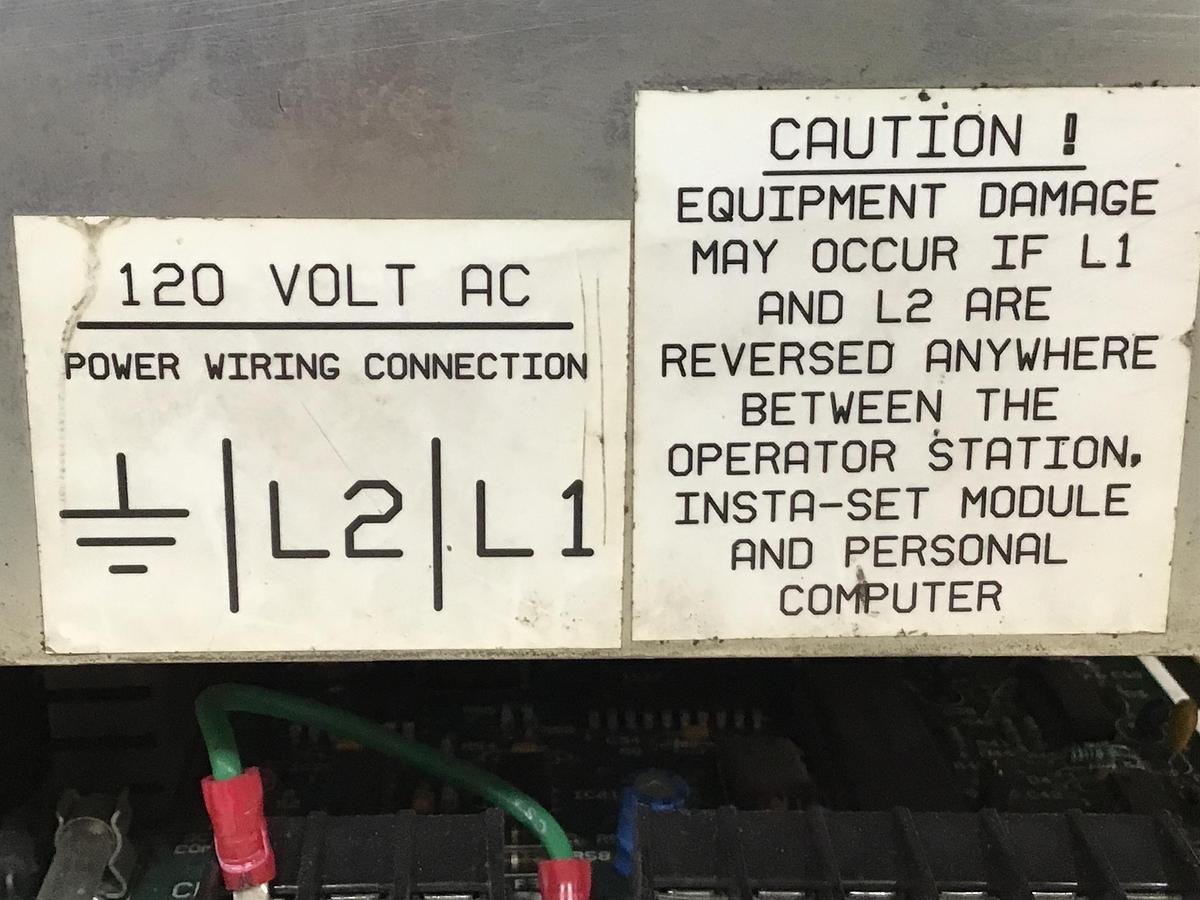 120 VOLT AC
POWER WIRING CONNECTION
L2 L1
CAUTION !
EQUIPMENT DAMAGE
MAY OCCUR IF L1
AND L2 ARE
REVERSED ANYWHERE
BETWEEN THE
OPERATOR STATION,
INSTA-SET MODULE
AND PERSONAL
COMPUTER